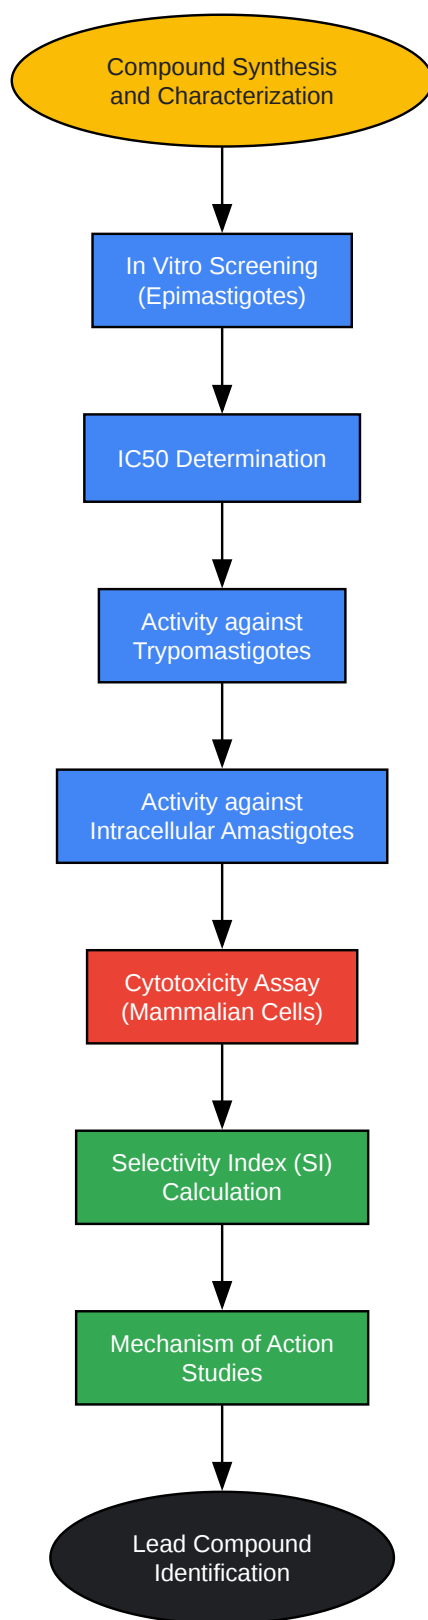 Compound Synthesis
and Characterization
In Vitro Screening
(Epimastigotes)
IC50 Determination
Activity against
Trypomastigotes
Activity against
Intracellular Amastigotes
Cytotoxicity Assay
(Mammalian Cells)
Selectivity Index (SI)
Calculation
Mechanism of Action
Studies
Lead Compound
Identification